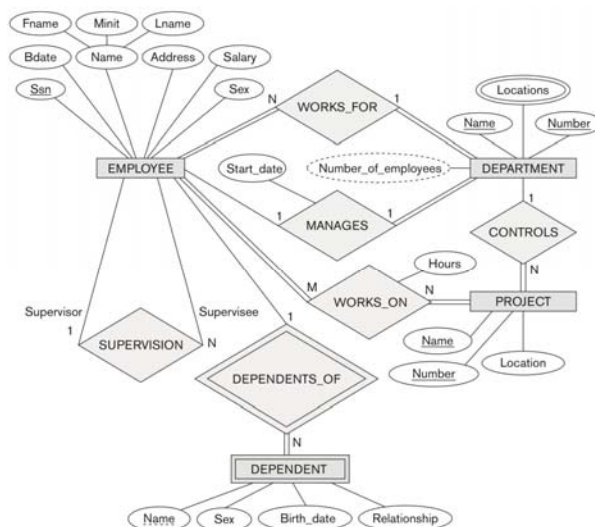 Fname Minit Lname
Bdate Name Address Salary
Ssn Sex
Locations
Name Number
N WORKS_FOR 1
EMPLOYEE
Start_date
Number_of_employees
DEPARTMENT
1 MANAGES 1
1
CONTROLS
N
Hours
M WORKS_ON N
PROJECT
Supervisor Supervisee
1 SUPERVISION N
1
Name
Number Location
DEPENDENTS_OF
N
DEPENDENT
Name Sex Birth_date Relationship